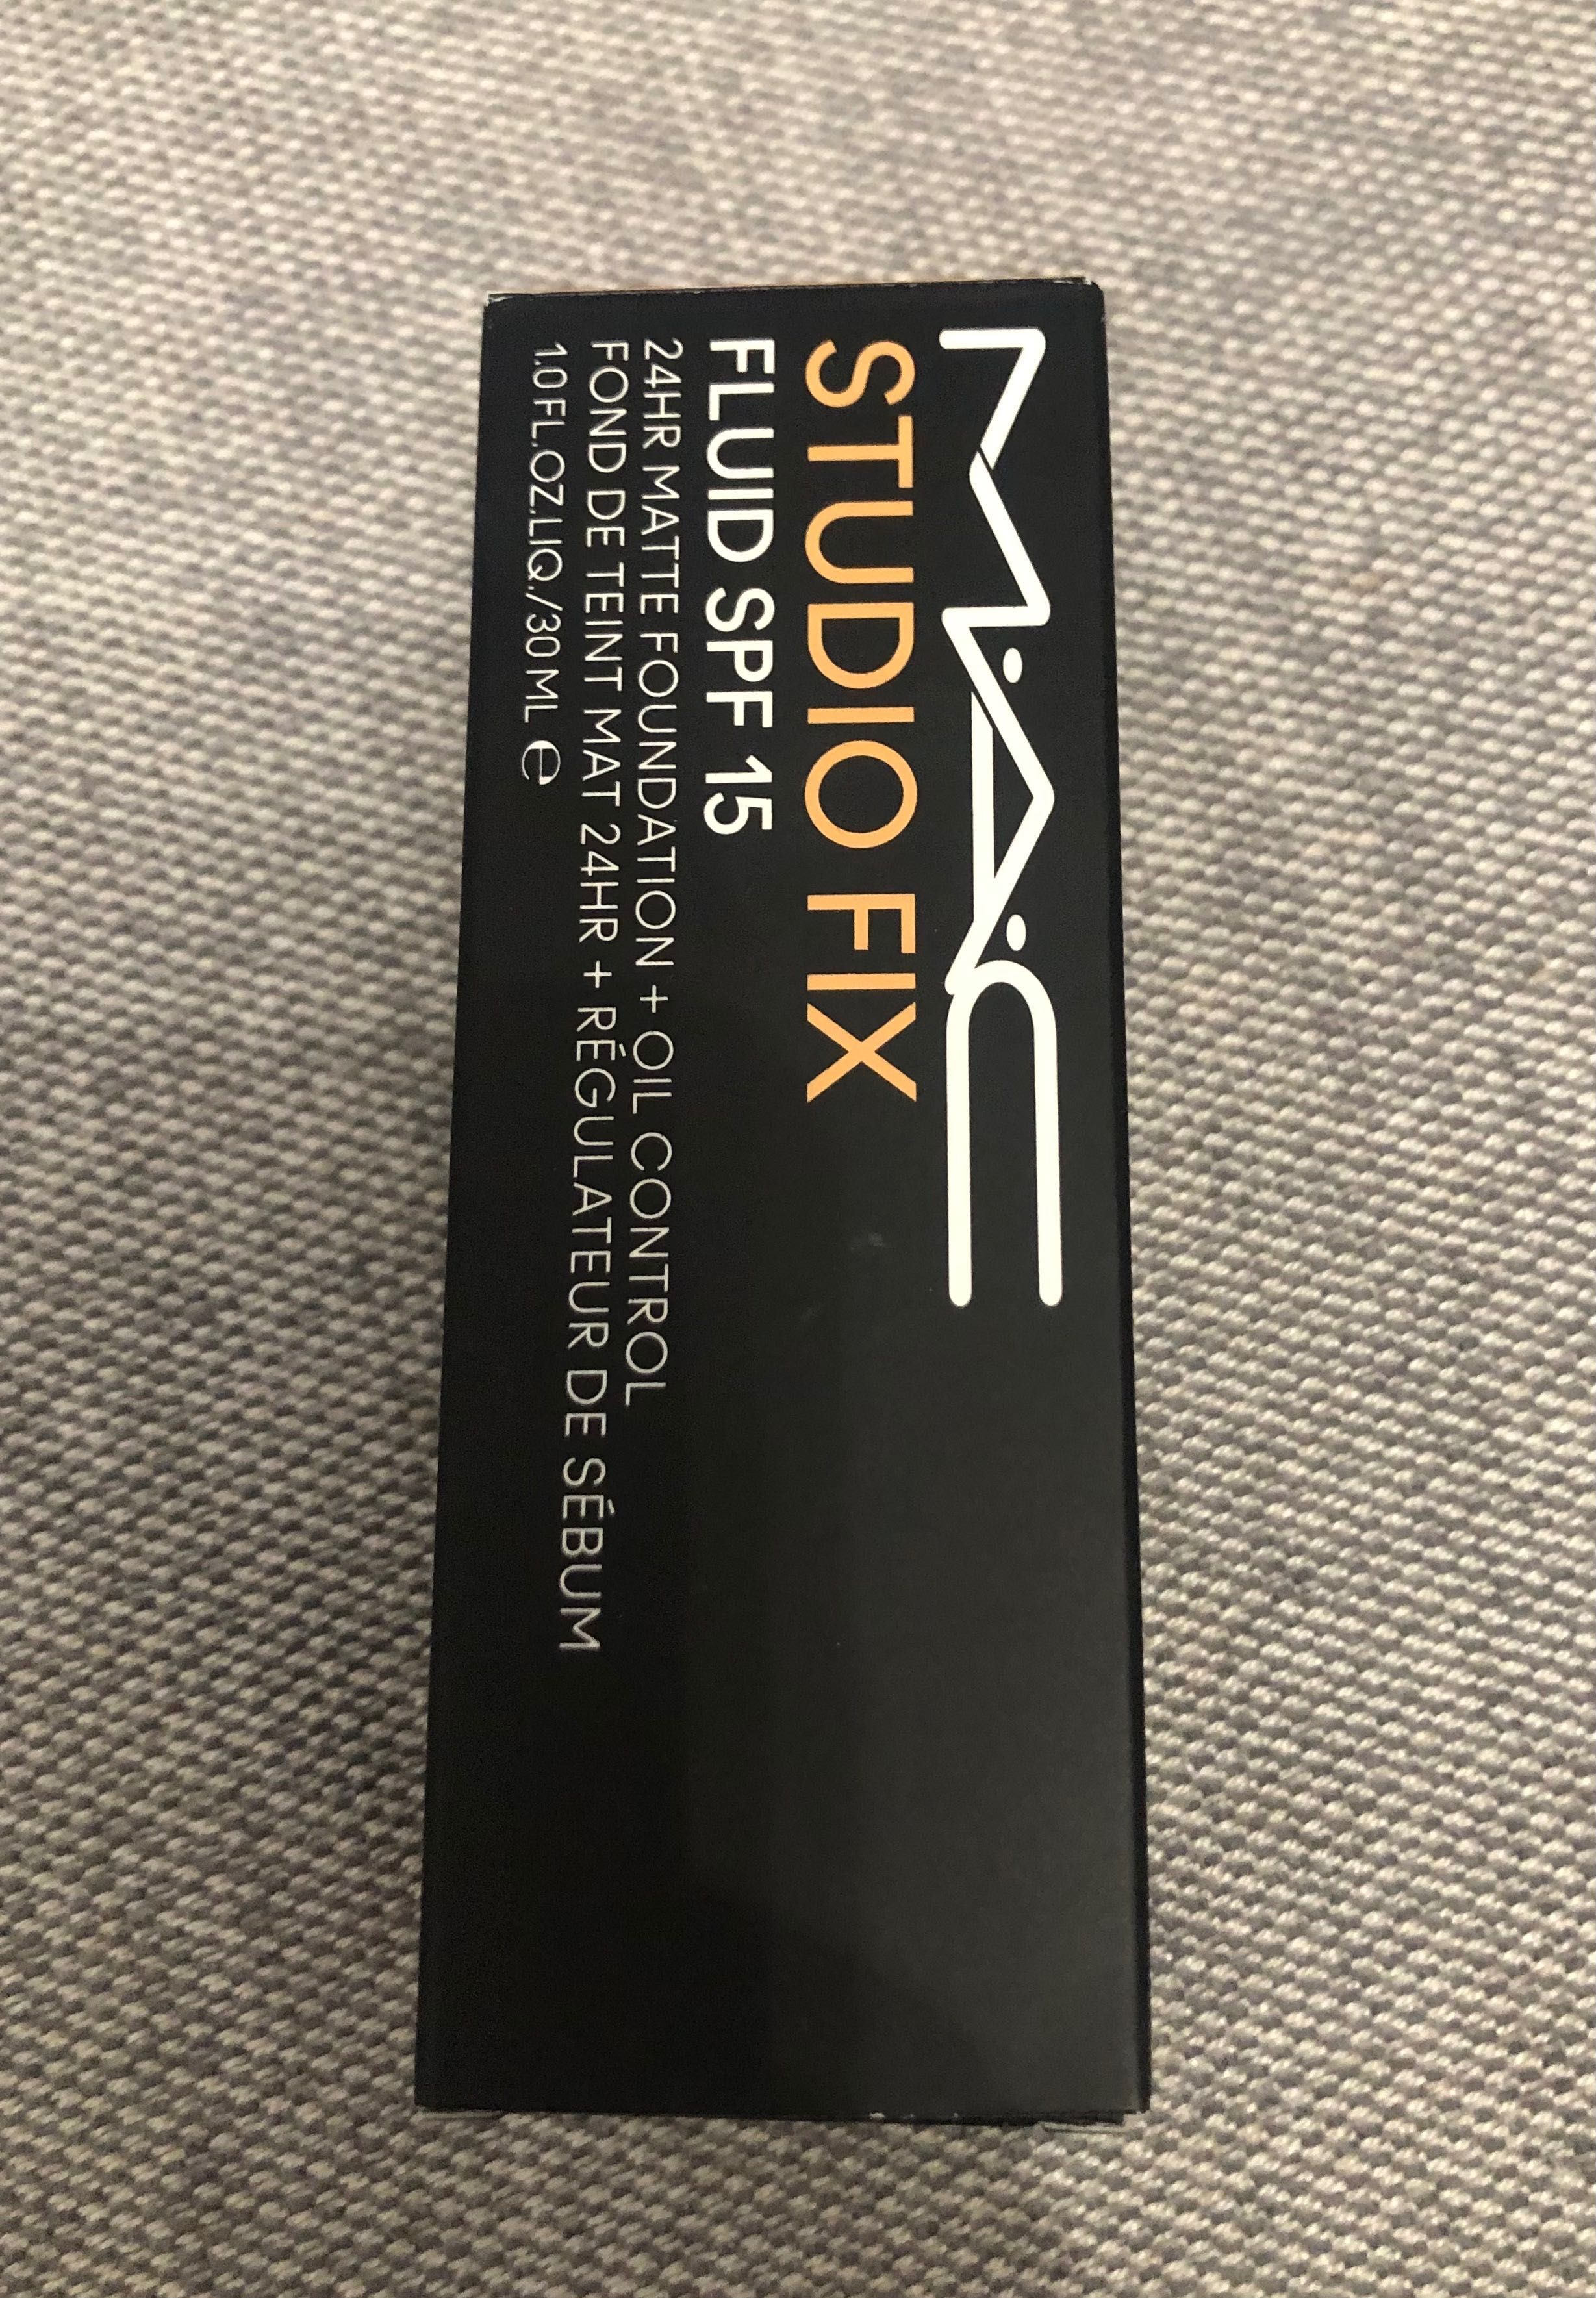 M·A·C
STUDIO FIX
FLUID SPF 15
24HR MATTE FOUNDATION + OIL CONTROL
FOND DE TEINT MAT 24HR + RÉGULATEUR DE SÉBUM
1.0 FL.OZ.LIQ./30 ML ℮